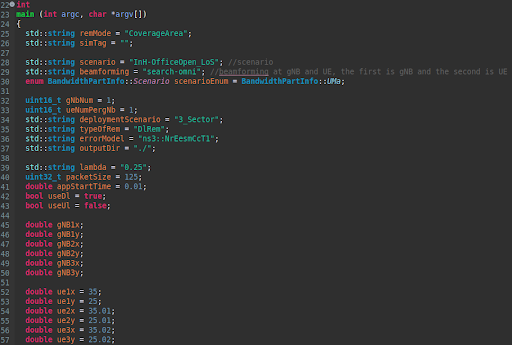 22 int
23 main (int argc, char *argv[])
24 {
25 std::string remMode = "CoverageArea";
26 std::string simTag = "";
27
28 std::string scenario = "InH-OfficeOpen_LoS"; //scenario
29 std::string beamforming = "search-omni"; //beamforming at gNB and UE, the first is gNB and the second is UE
30 enum BandwidthPartInfo::Scenario scenarioEnum = BandwidthPartInfo::UMa;
31
32 uint16_t gNbNum = 1;
33 uint16_t ueNumPergNb = 1;
34 std::string deploymentScenario = "3_Sector";
35 std::string typeOfRem = "DlRem";
36 std::string errorModel = "ns3::NrEesmCcT1";
37 std::string outputDir = "./";
38
39 std::string lambda = "0.25";
40 uint32_t packetSize = 125;
41 double appStartTime = 0.01;
42 bool useDl = true;
43 bool useUl = false;
44
45 double gNB1x;
46 double gNB1y;
47 double gNB2x;
48 double gNB2y;
49 double gNB3x;
50 double gNB3y;
51
52 double ue1x = 35;
53 double ue1y = 25;
54 double ue2x = 35.01;
55 double ue2y = 25.01;
56 double ue3x = 35.02;
57 double ue3y = 25.02;